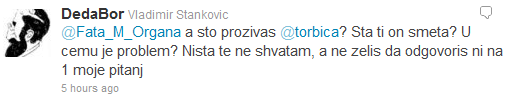 DedaBor Vladimir Stankovic
@Fata_M_Organa a sto prozivas @torbica? Sta ti on smeta? U
cemu je problem? Nista te ne shvatam, a ne zelis da odgovoris ni na
1 moje pitanj
5 hours ago